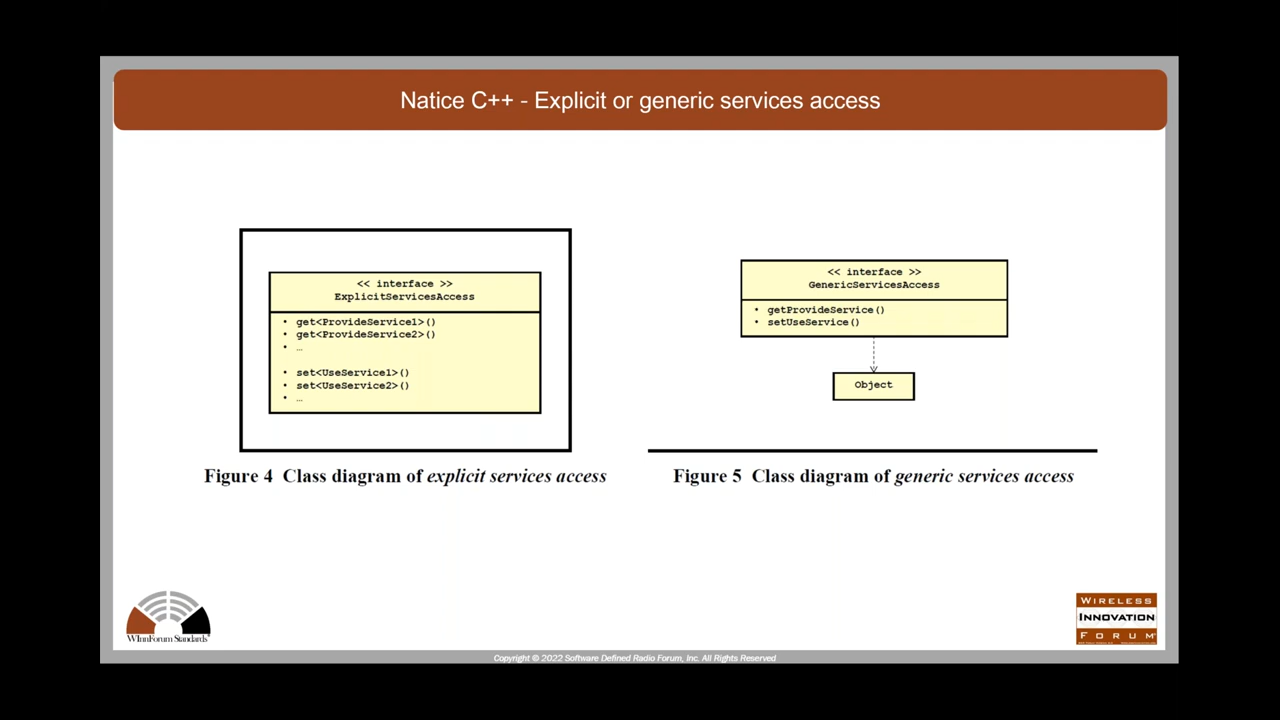 Natice C++ - Explicit or generic services access
<< interface >>
ExplicitServicesAccess
• get<ProvideService1>()
• get<ProvideService2>()
• …
• set<UseService1>()
• set<UseService2>()
• …
Figure 4 Class diagram of explicit services access
<< interface >>
GenericServicesAccess
• getProvideService()
• setUseService()
Object
Figure 5 Class diagram of generic services access
WInnForum Standards
WIRELESS
INNOVATION
FORUM
Copyright © 2022 Software Defined Radio Forum, Inc. All Rights Reserved